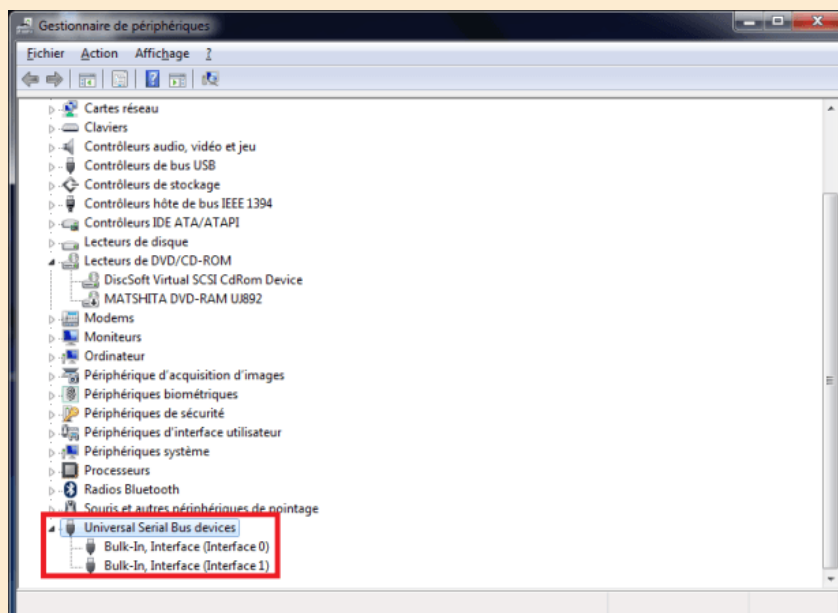 Gestionnaire de périphériques
Fichier Action Affichage ?
Cartes réseau
Claviers
Contrôleurs audio, vidéo et jeu
Contrôleurs de bus USB
Contrôleurs de stockage
Contrôleurs hôte de bus IEEE 1394
Contrôleurs IDE ATA/ATAPI
Lecteurs de disque
Lecteurs de DVD/CD-ROM
DiscSoft Virtual SCSI CdRom Device
MATSHITA DVD-RAM UJ892
Modems
Moniteurs
Ordinateur
Périphérique d'acquisition d'images
Périphériques biométriques
Périphériques de sécurité
Périphériques d'interface utilisateur
Périphériques système
Processeurs
Radios Bluetooth
Souris et autres périphériques de pointage
Universal Serial Bus devices
Bulk-In, Interface (Interface 0)
Bulk-In, Interface (Interface 1)